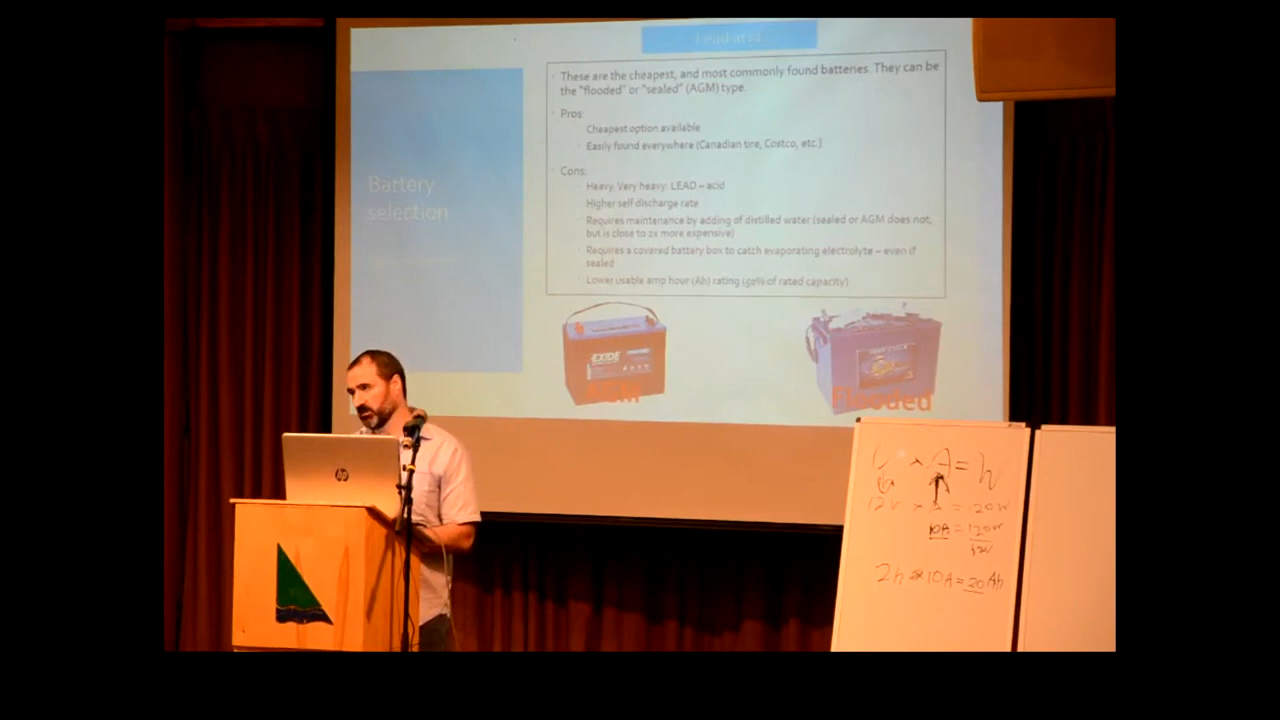 Lead acid
Battery
selection
These are the cheapest, and most commonly found batteries. They can be
the "flooded" or "sealed" (AGM) type.
Pros:
Cheapest option available
Easily found everywhere (Canadian tire, Costco, etc.)
Cons:
Heavy, Very heavy: LEAD – acid
Higher self discharge rate
Requires maintenance by adding of distilled water (sealed or AGM does not,
but is close to 2x more expensive)
Requires a covered battery box to catch evaporating electrolyte – even if
sealed
Lower usable amp hour (Ah) rating (50% of rated capacity)
EXIDE
AGM
DEEP CYCLE
Flooded
hp
× A = W
12V × A = 120W
10A = 120W
12V
2h × 10A = 20Ah